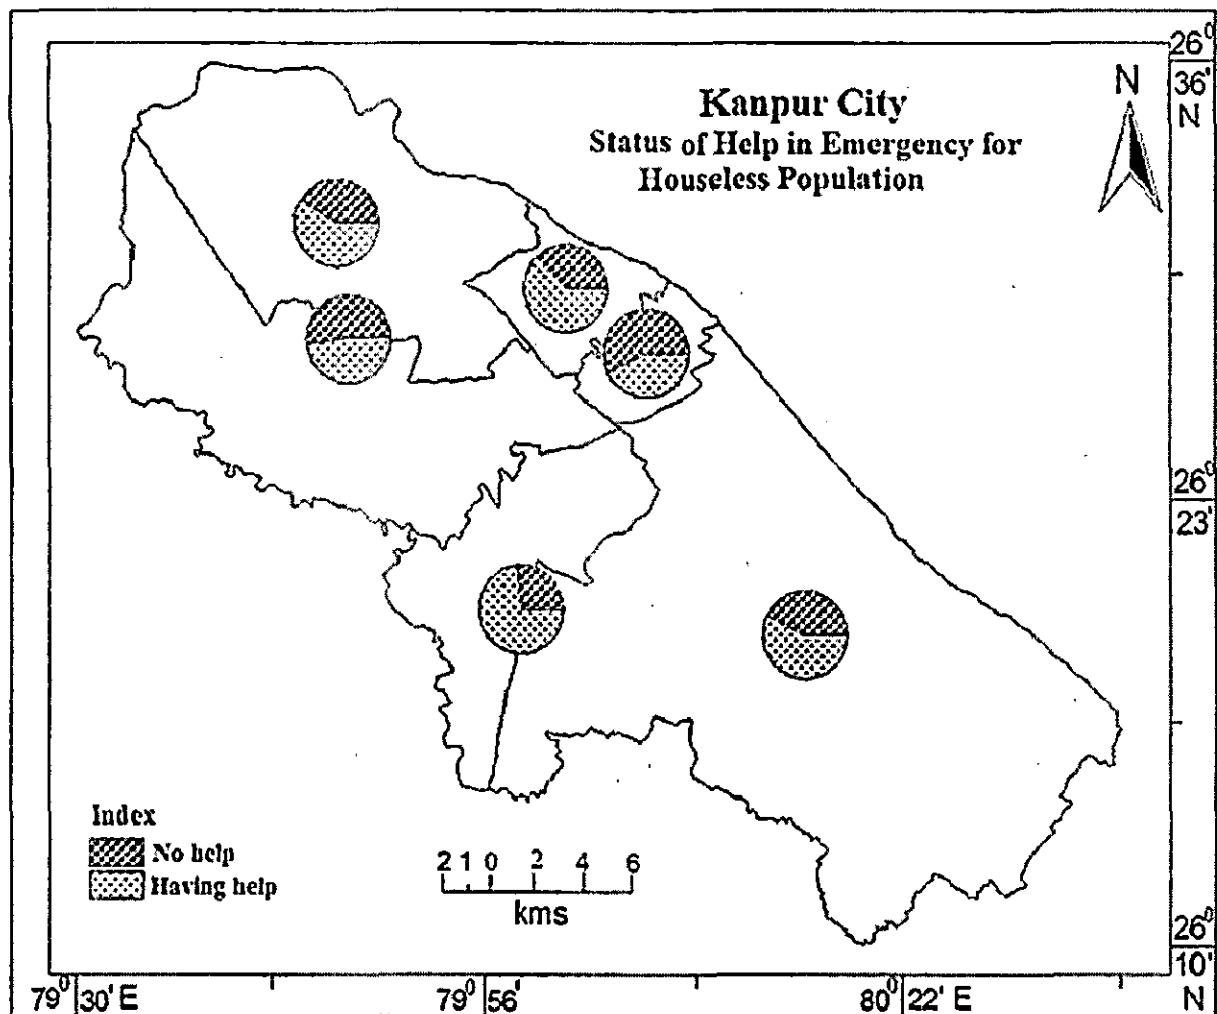 Kanpur City
Status of Help in Emergency for
Houseless Population
N
26⁰
36'
N
26⁰
23'
26⁰
10'
N
Index
No help
Having help
2 1 0 2 4 6
kms
79⁰ 30' E
79⁰ 56'
80⁰ 22' E